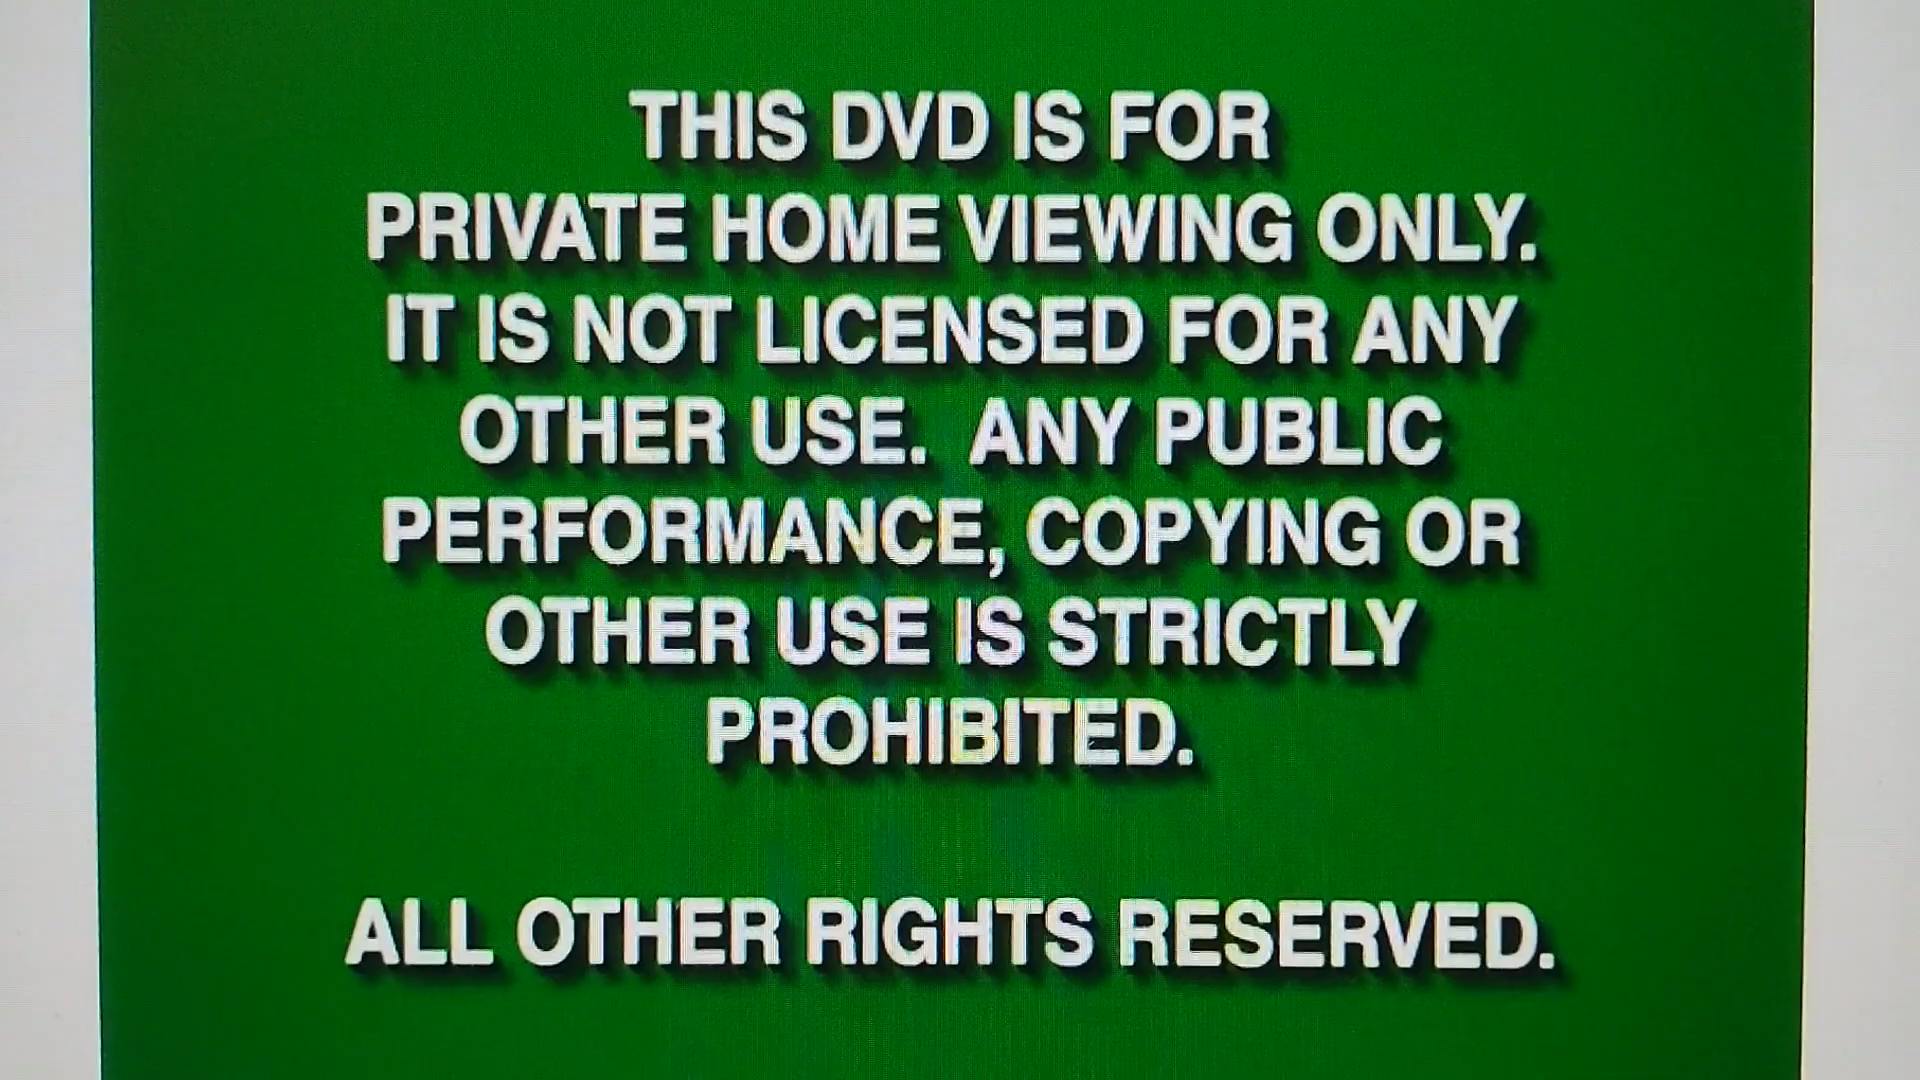 THIS DVD IS FOR
PRIVATE HOME VIEWING ONLY.
IT IS NOT LICENSED FOR ANY
OTHER USE.  ANY PUBLIC
PERFORMANCE, COPYING OR
OTHER USE IS STRICTLY
PROHIBITED.
ALL OTHER RIGHTS RESERVED.